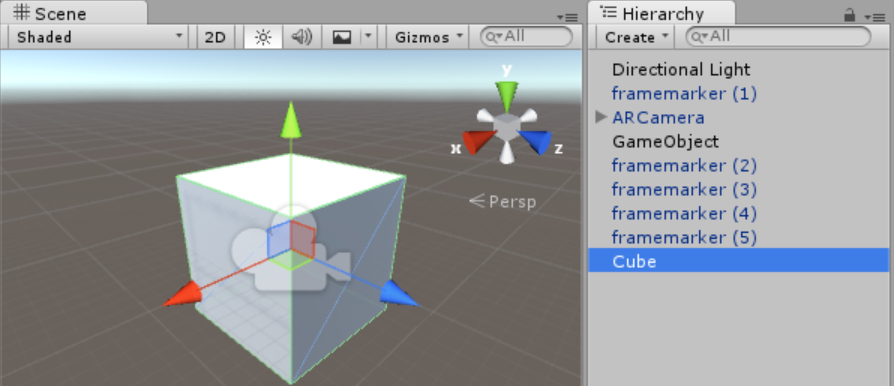 Scene
Shaded 2D Gizmos All
y
x z
Persp
Hierarchy
Create All
Directional Light
framemarker (1)
ARCamera
GameObject
framemarker (2)
framemarker (3)
framemarker (4)
framemarker (5)
Cube